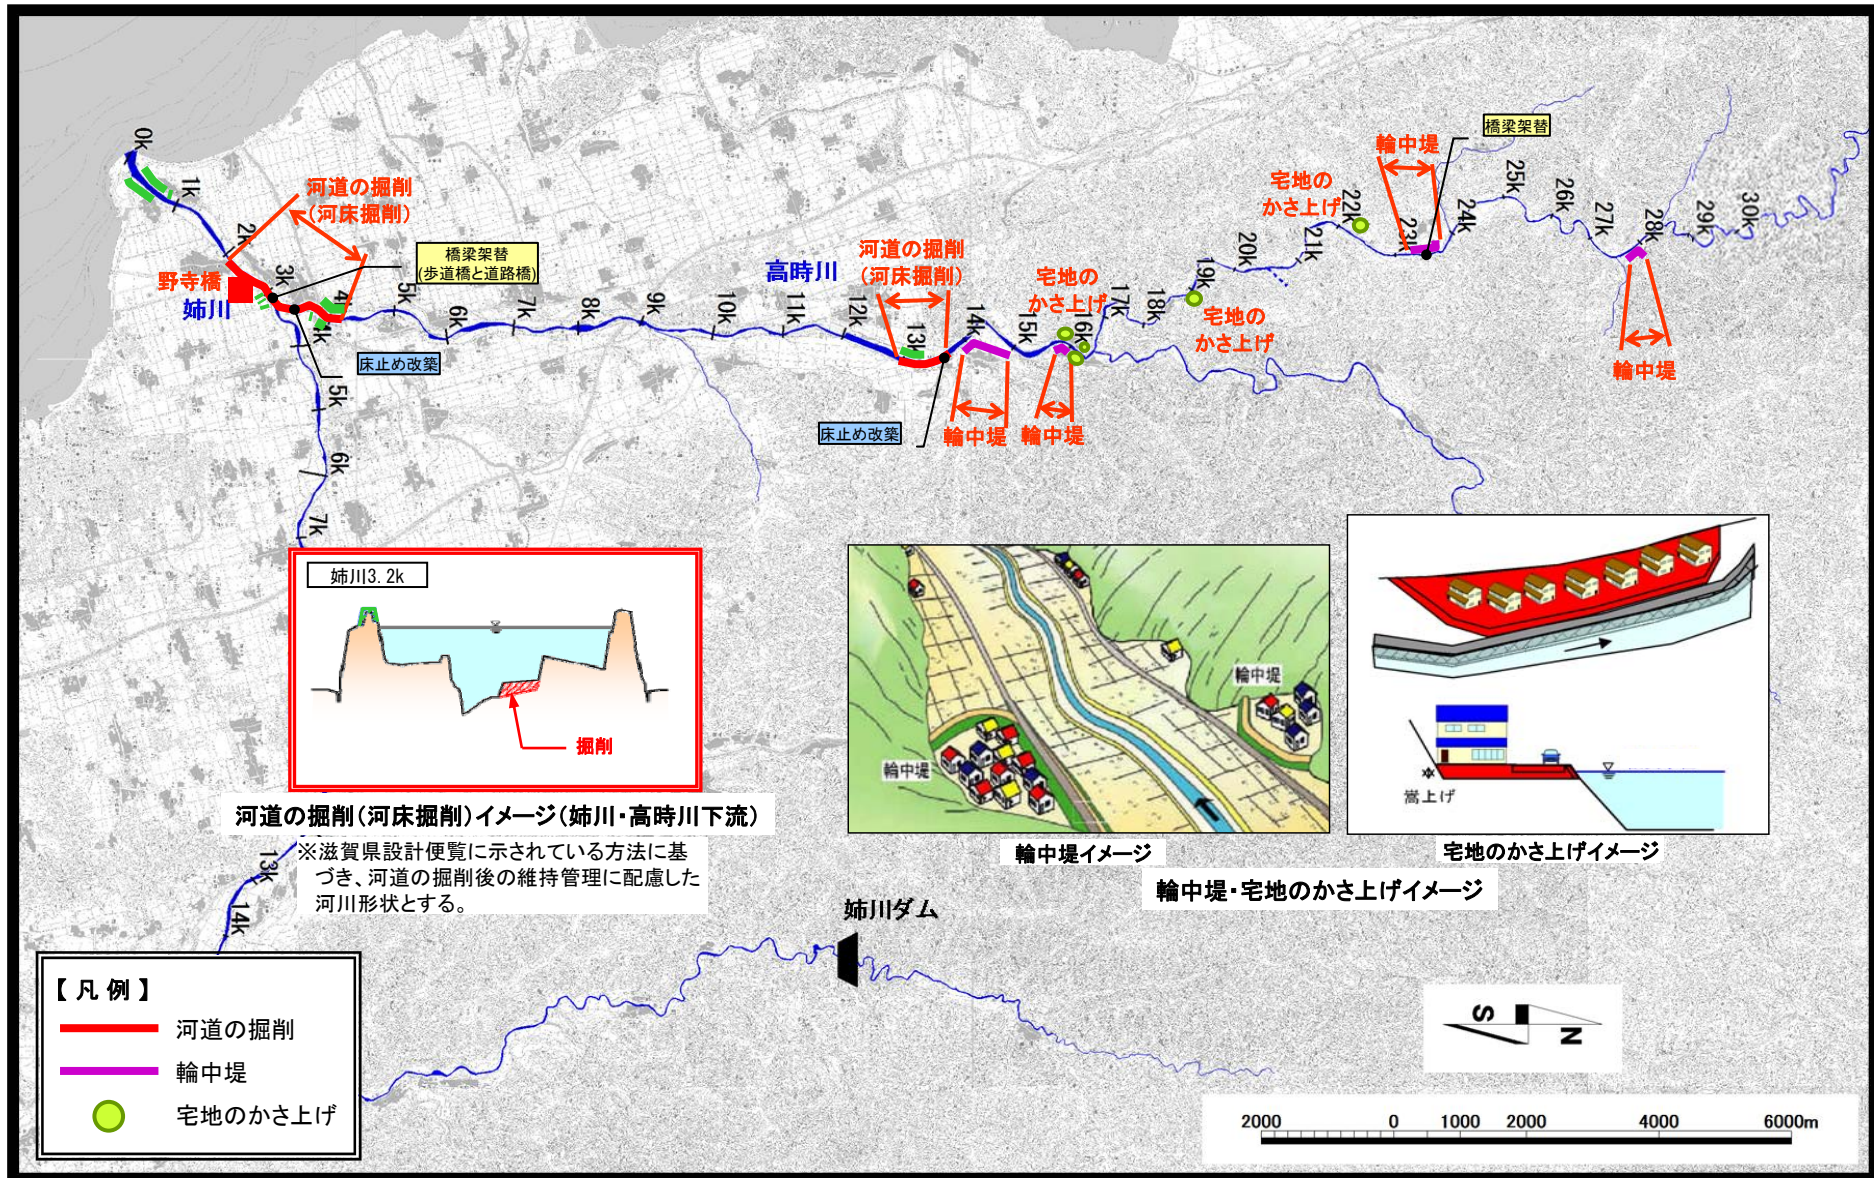 0k
1k
2k
3k
4k
4k
5k
6k
7k
8k
9k
10k
11k
12k
13k
14k
15k
16k
17k
18k
19k
20k
21k
22k
23k
24k
25k
26k
27k
28k
29k
30k
5k
6k
7k
13k
14k
河道の掘削
(河床掘削)
橋梁架替
(歩道橋と道路橋)
野寺橋
姉川
床止め改築
高時川
河道の掘削
(河床掘削)
床止め改築
輪中堤
宅地の
かさ上げ
輪中堤
宅地の
かさ上げ
宅地の
かさ上げ
輪中堤
橋梁架替
輪中堤
姉川3.2k
掘削
河道の掘削(河床掘削)イメージ(姉川・高時川下流)
※滋賀県設計便覧に示されている方法に基
づき、河道の掘削後の維持管理に配慮した
河川形状とする。
輪中堤
輪中堤
輪中堤イメージ
嵩上げ
宅地のかさ上げイメージ
輪中堤・宅地のかさ上げイメージ
姉川ダム
【凡例】
河道の掘削
輪中堤
宅地のかさ上げ
S
N
2000 0 1000 2000 4000 6000m